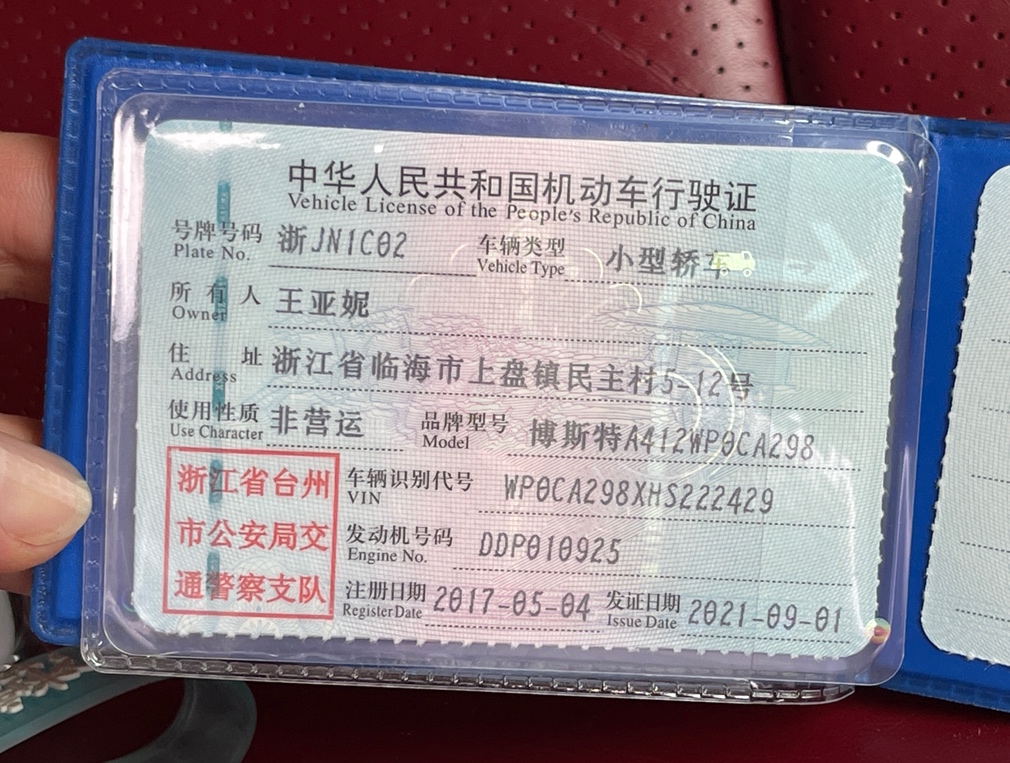 中华人民共和国机动车行驶证
Vehicle License of the People's Republic of China
号牌号码 浙JN1C02 车辆类型 小型轿车
Plate No. Vehicle Type
所有人 王亚妮
Owner
住址 浙江省临海市上盘镇民主村5-12号
Address
使用性质 非营运 品牌型号 博斯特A412WP0CA298
Use Character Model
浙江省台州
市公安局交
通警察支队
车辆识别代号 WP0CA298XHS222429
VIN
发动机号码 DDP010925
Engine No.
注册日期 2017-05-04 发证日期 2021-09-01
Register Date Issue Date